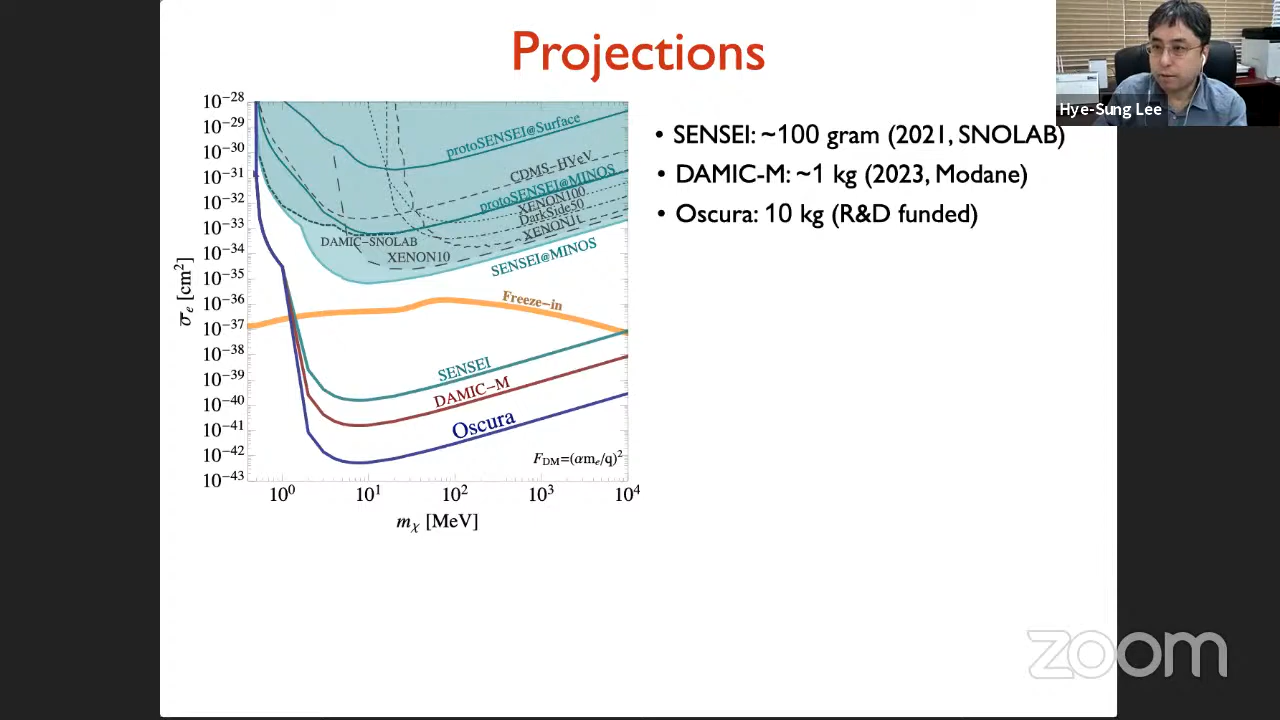 Projections
Hye-Sung Lee
• SENSEI: ~100 gram (2021, SNOLAB)
• DAMIC-M: ~1 kg (2023, Modane)
• Oscura: 10 kg (R&D funded)
σ̅e [cm²]
10⁻²⁸
10⁻²⁹
10⁻³⁰
10⁻³¹
10⁻³²
10⁻³³
10⁻³⁴
10⁻³⁵
10⁻³⁶
10⁻³⁷
10⁻³⁸
10⁻³⁹
10⁻⁴⁰
10⁻⁴¹
10⁻⁴²
10⁻⁴³
protoSENSEI@Surface
CDMS-HVeV
protoSENSEI@MINOS
XENON100
DarkSide50
XENON1t
DAMIC-SNOLAB
XENON10
SENSEI@MINOS
Freeze-in
SENSEI
DAMIC-M
Oscura
F_DM=(αm_e/q)²
10⁰ 10¹ 10² 10³ 10⁴
m_χ [MeV]
zoom